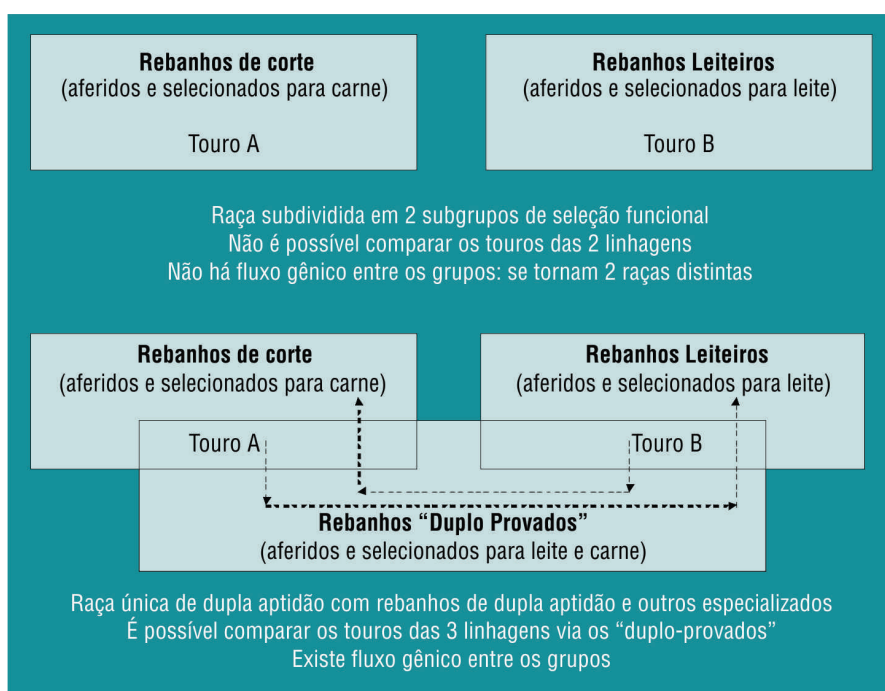 Rebanhos de corte
(aferidos e selecionados para carne)
Touro A
Rebanhos Leiteiros
(aferidos e selecionados para leite)
Touro B
Raça subdividida em 2 subgrupos de seleção funcional
Não é possível comparar os touros das 2 linhagens
Não há fluxo gênico entre os grupos: se tornam 2 raças distintas
Rebanhos de corte
(aferidos e selecionados para carne)
Touro A
Rebanhos Leiteiros
(aferidos e selecionados para leite)
Touro B
Rebanhos “Duplo Provados”
(aferidos e selecionados para leite e carne)
Raça única de dupla aptidão com rebanhos de dupla aptidão e outros especializados
É possível comparar os touros das 3 linhagens via os “duplo-provados”
Existe fluxo gênico entre os grupos